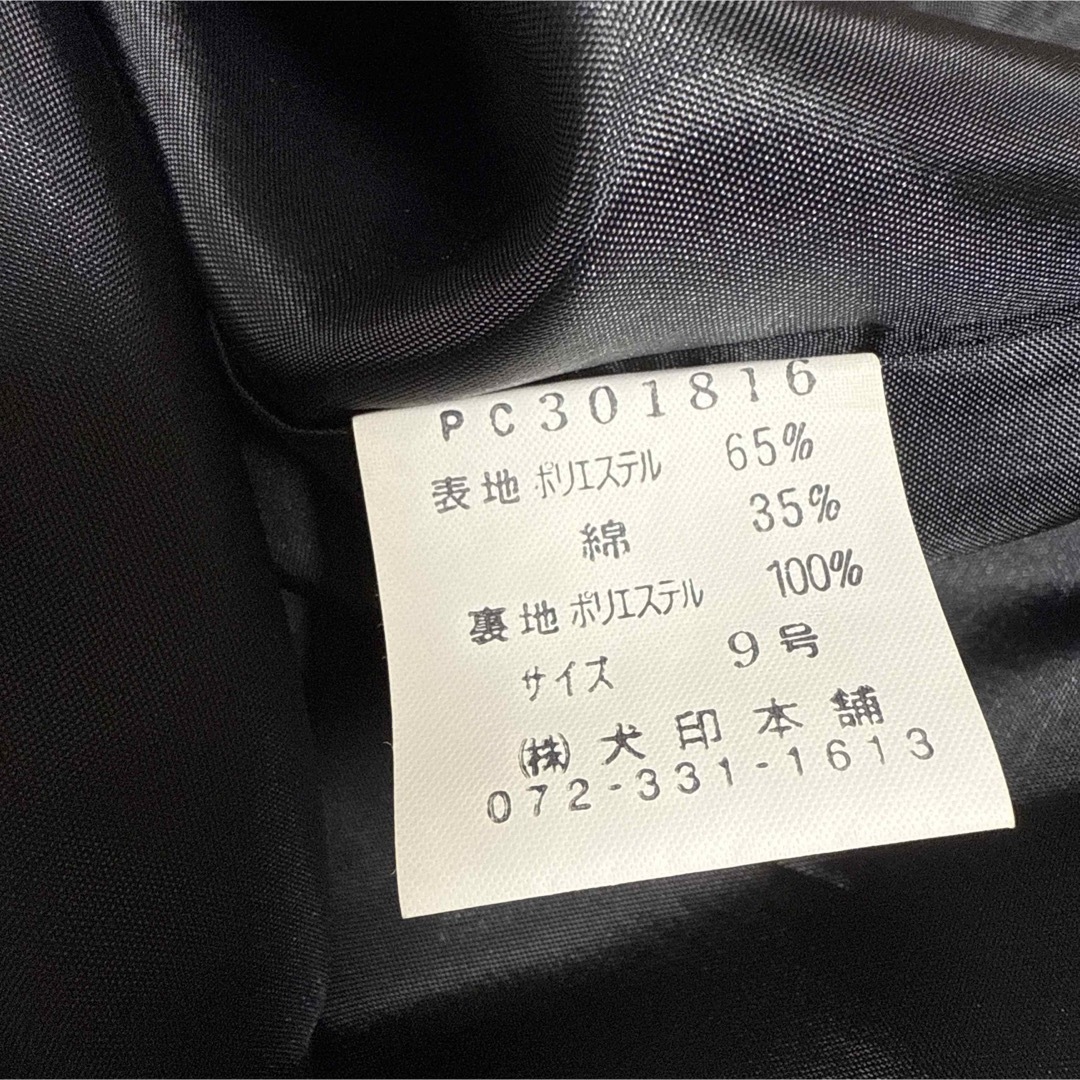 PC301816
表地 ポリエステル 65%
綿 35%
裏地 ポリエステル 100%
サイズ 9号
㈱犬印本舗
072-331-1613